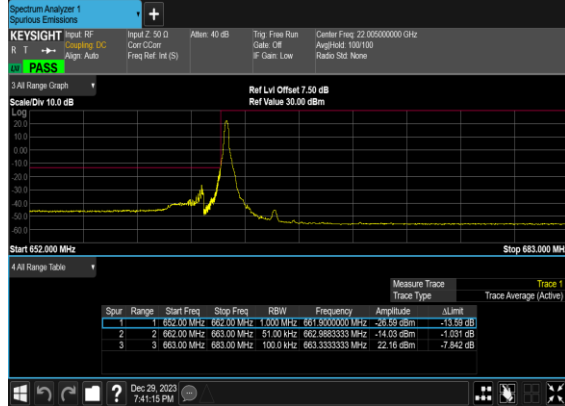 Spectrum Analyzer 1
Spurious Emissions
+
KEYSIGHT Input: RF Input Z: 50 Ω Atten: 40 dB Trig: Free Run Center Freq: 22.005000000 GHz
R T Coupling: DC Corr CCorr Gate: Off Avg|Hold: 100/100
Align: Auto Freq Ref: Int (S) IF Gain: Low Radio Std: None
PASS
3 All Range Graph
Ref Lvl Offset 7.50 dB
Scale/Div 10.0 dB Ref Value 30.00 dBm
Log
20.0
10.0
0.00
-10.0
-20.0
-30.0
-40.0
-50.0
-60.0
Start 652.000 MHz Stop 683.000 MH
4 All Range Table
Measure Trace Trace 1
Trace Type Trace Average (Active)
Spur Range Start Freq Stop Freq RBW Frequency Amplitude ΔLimit
1 1 652.00 MHz 662.00 MHz 1.000 MHz 661.9000000 MHz -26.59 dBm -13.59 dB
2 2 662.00 MHz 663.00 MHz 51.00 kHz 662.9883333 MHz -14.03 dBm -1.031 dB
3 3 663.00 MHz 683.00 MHz 100.0 kHz 663.3333333 MHz 22.16 dBm -7.842 dB
? Dec 29, 2023
7:41:15 PM